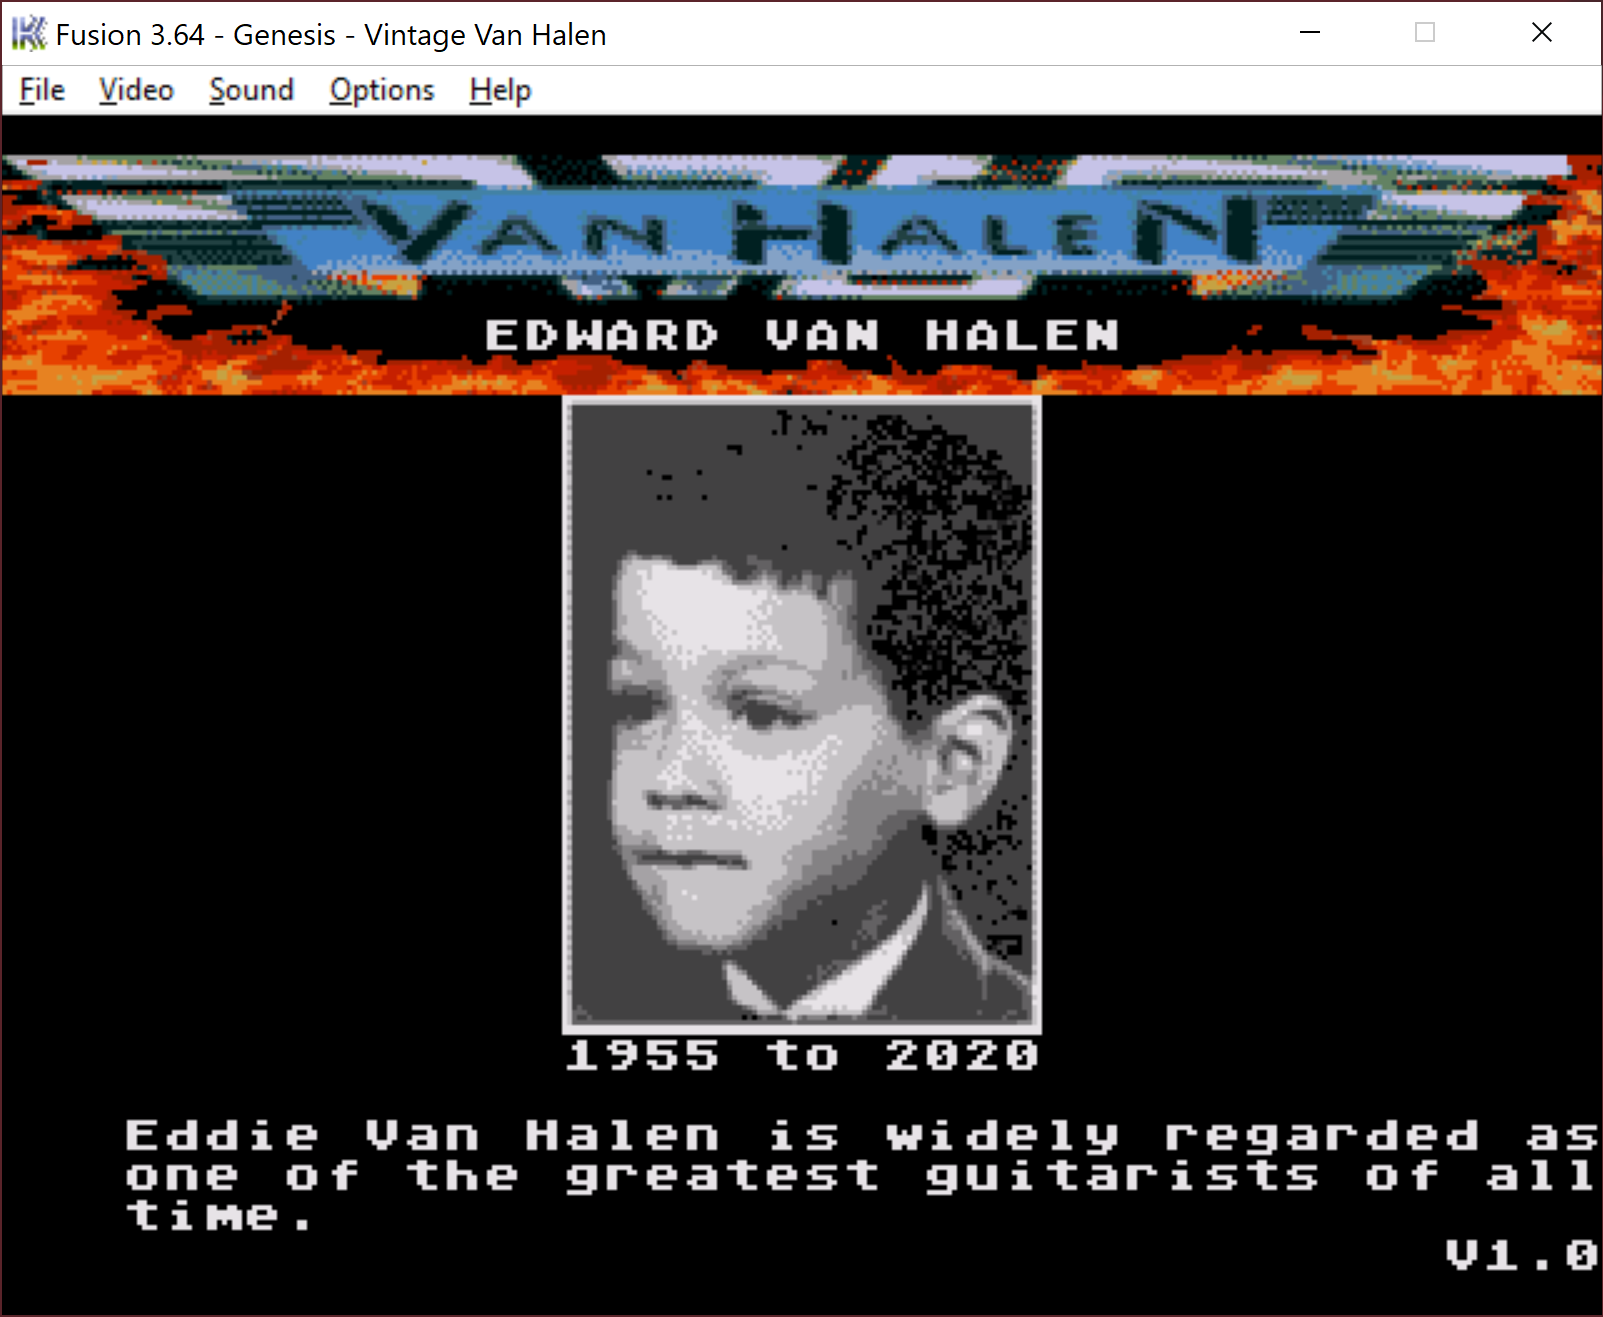 Fusion 3.64 - Genesis - Vintage Van Halen
File Video Sound Options Help
VAN HALEN
EDWARD VAN HALEN
1955 to 2020
Eddie Van Halen is widely regarded as
one of the greatest guitarists of all
time.
V1.0